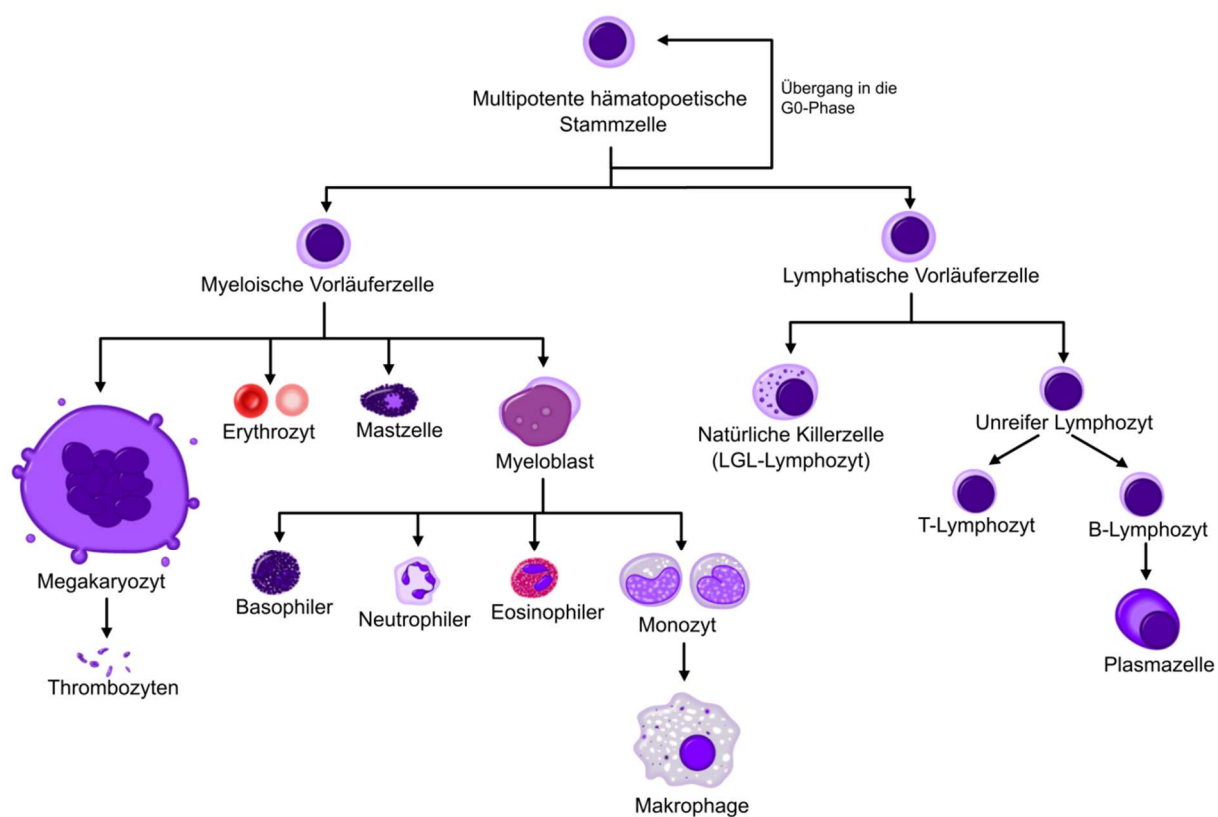 Multipotente hämatopoetische
Stammzelle
Übergang in die
G0-Phase
Myeloische Vorläuferzelle
Lymphatische Vorläuferzelle
Megakaryozyt
Erythrozyt
Mastzelle
Myeloblast
Natürliche Killerzelle
(LGL-Lymphozyt)
Unreifer Lymphozyt
T-Lymphozyt
B-Lymphozyt
Basophiler
Neutrophiler
Eosinophiler
Monozyt
Plasmazelle
Thrombozyten
Makrophage